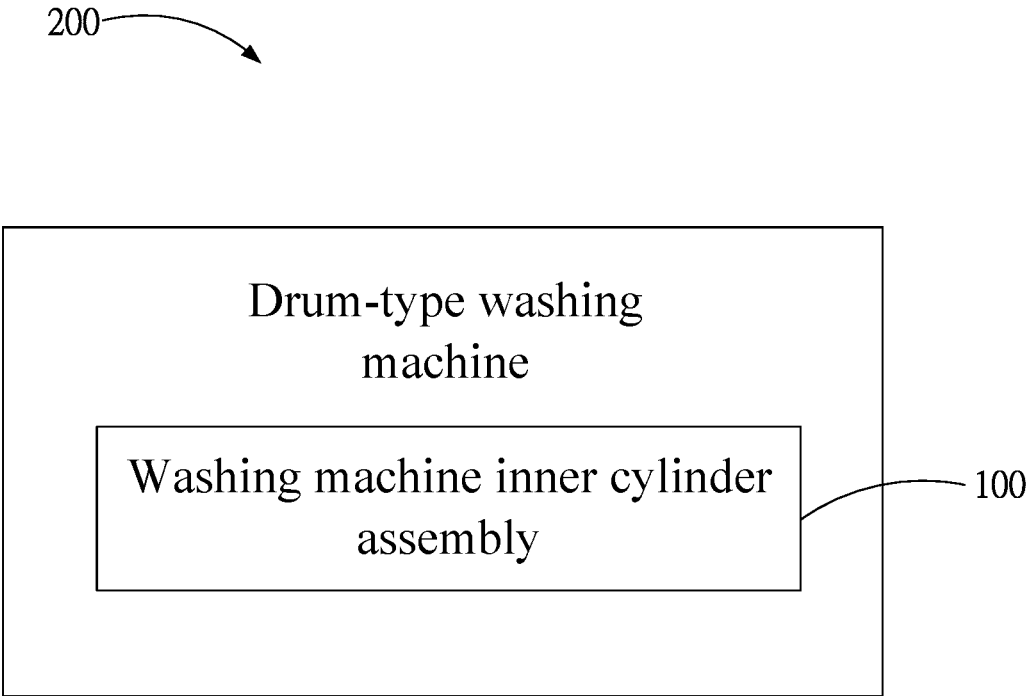 200
Drum-type washing
machine
Washing machine inner cylinder
assembly
100